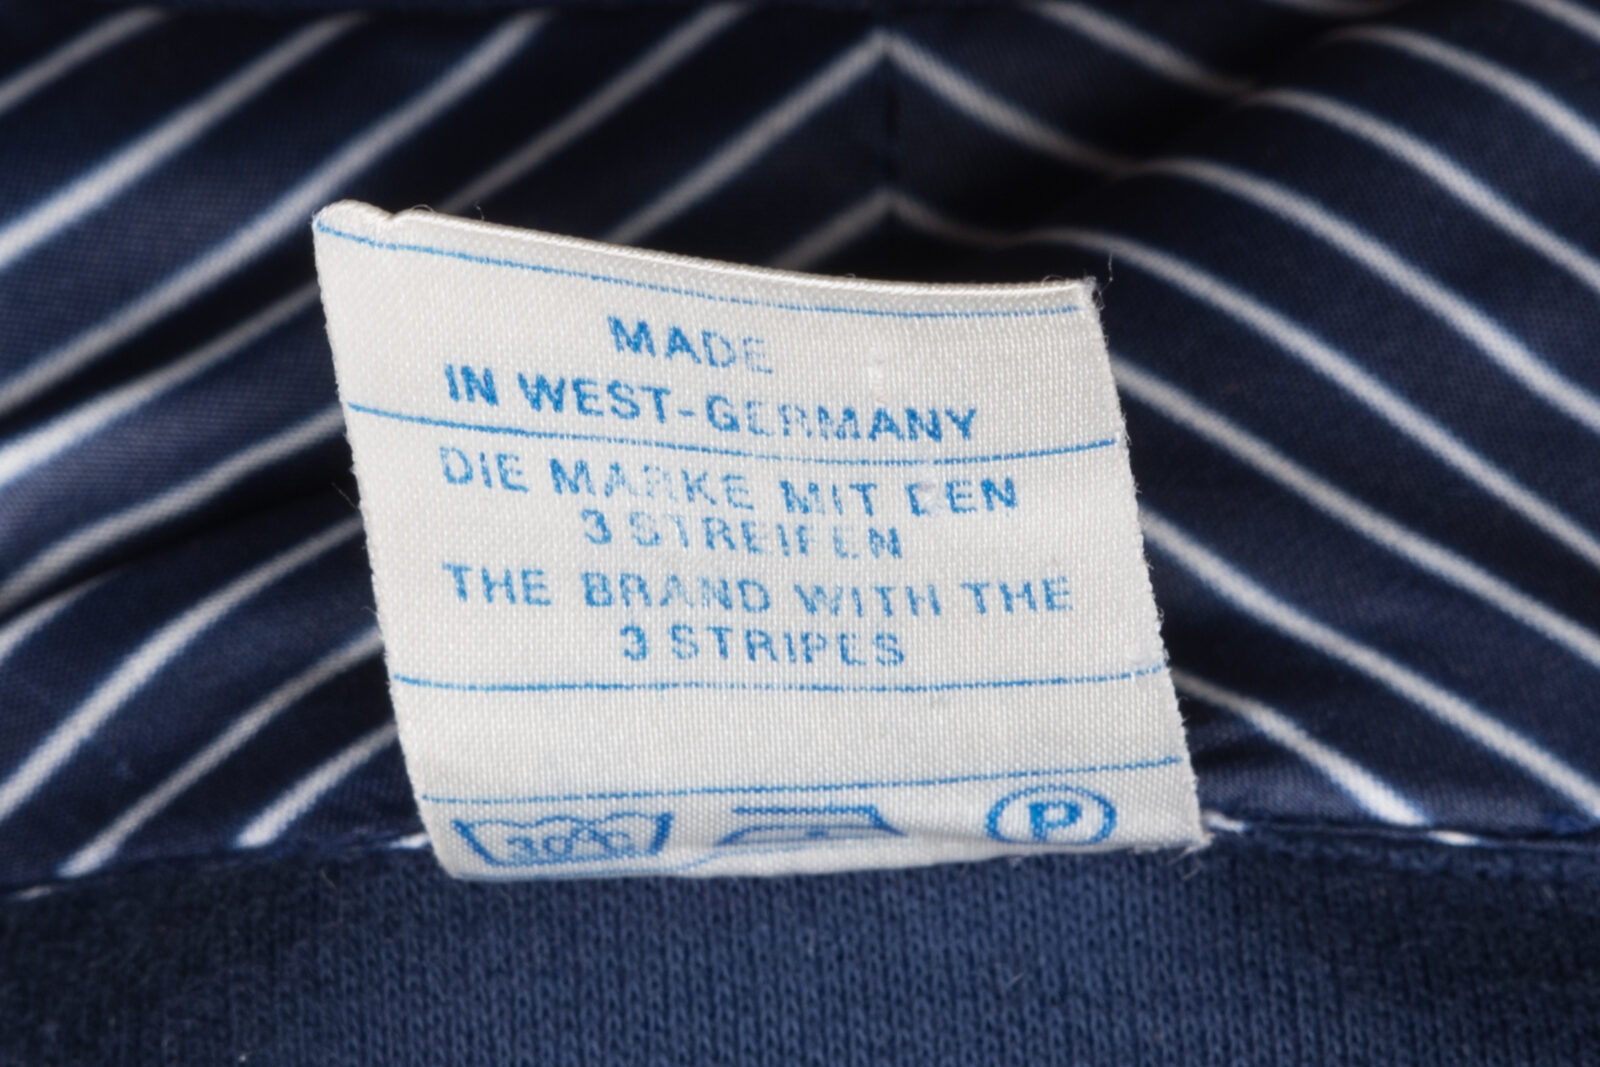 MADE
IN WEST-GERMANY
DIE MARKE MIT DEN
3 STREIFEN
THE BRAND WITH THE
3 STRIPES
30°C
P